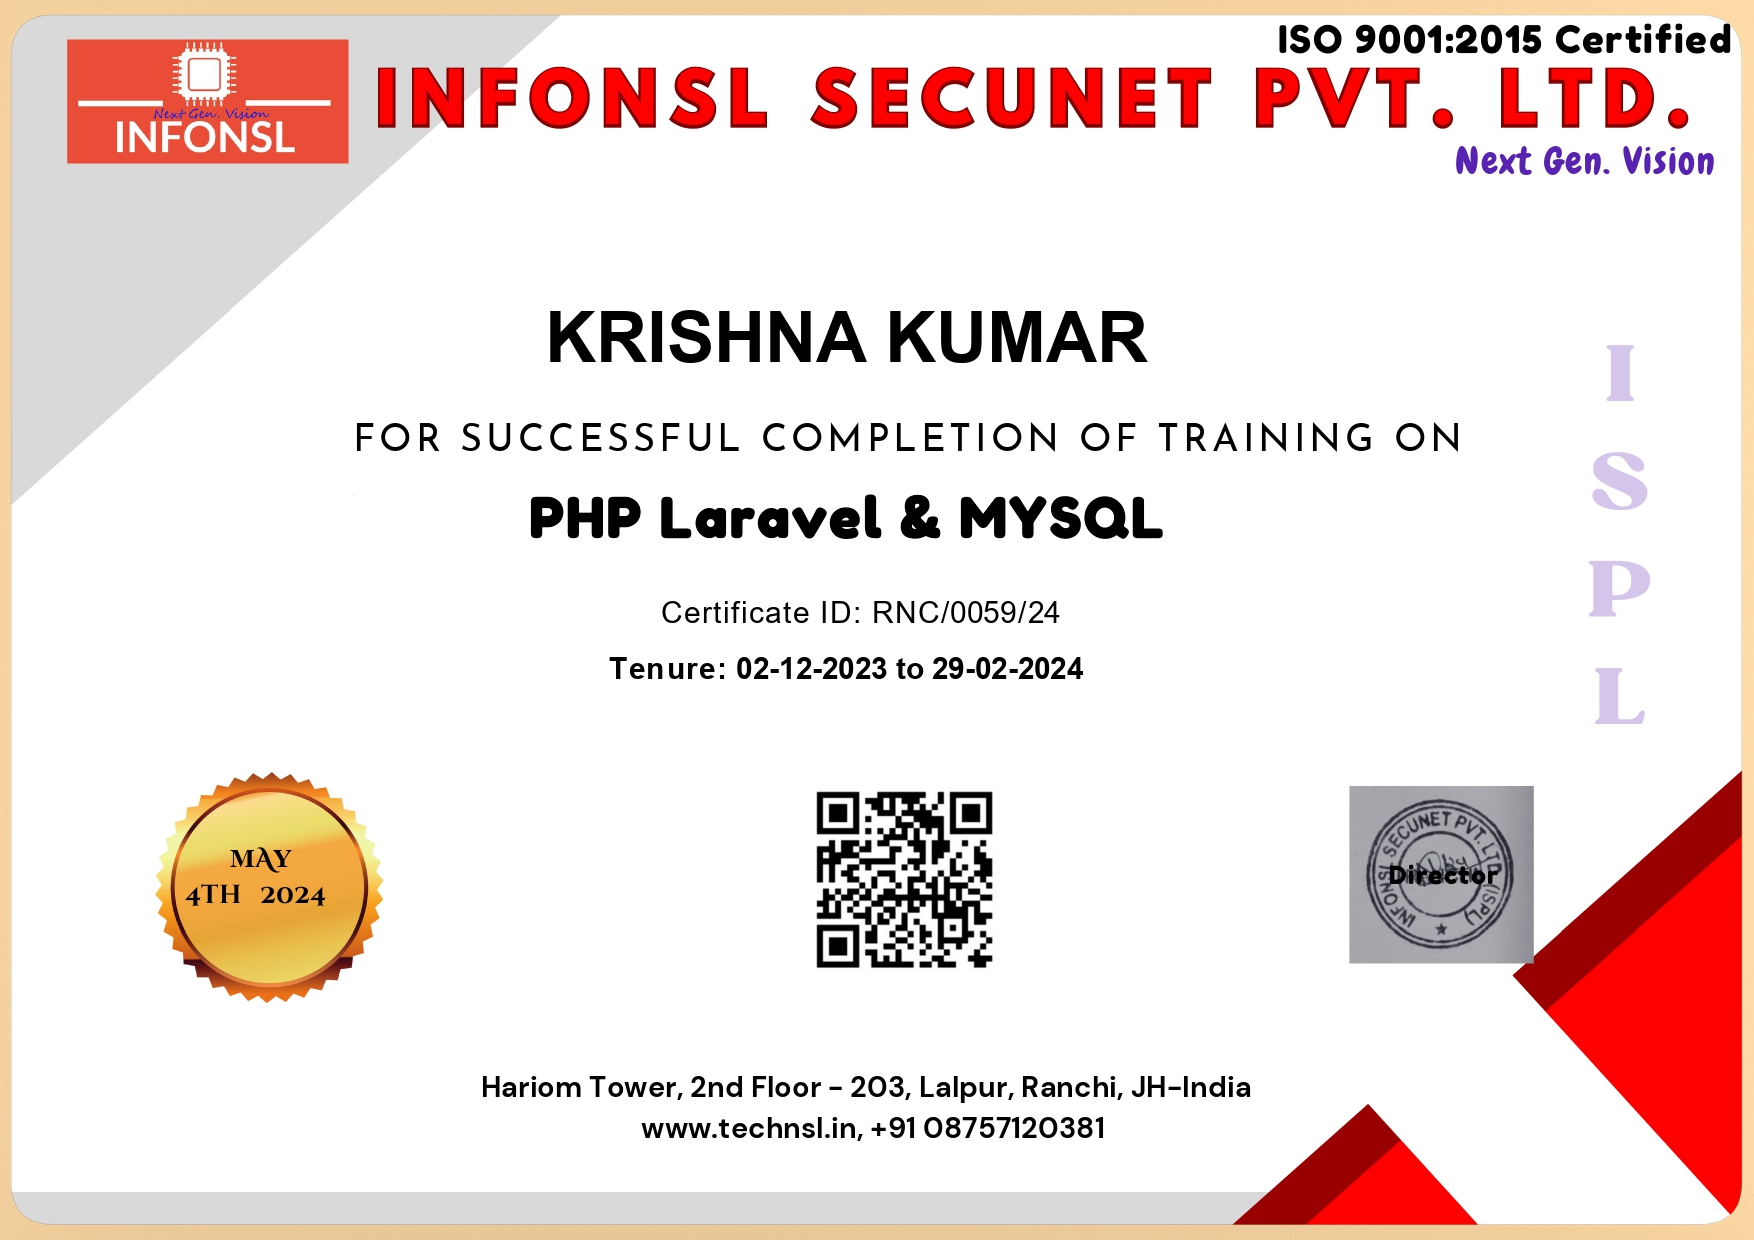 ISO 9001:2015 Certified
INFONSL SECUNET PVT. LTD.
Next Gen. Vision
Next Gen. Vision
INFONSL
KRISHNA KUMAR
FOR SUCCESSFUL COMPLETION OF TRAINING ON
PHP Laravel & MYSQL
Certificate ID: RNC/0059/24
Tenure: 02-12-2023 to 29-02-2024
I
S
P
L
MAY
4TH 2024
INFONSL SECUNET PVT. LTD. (ISPL)
Director
Hariom Tower, 2nd Floor - 203, Lalpur, Ranchi, JH-India
www.technsl.in, +91 08757120381